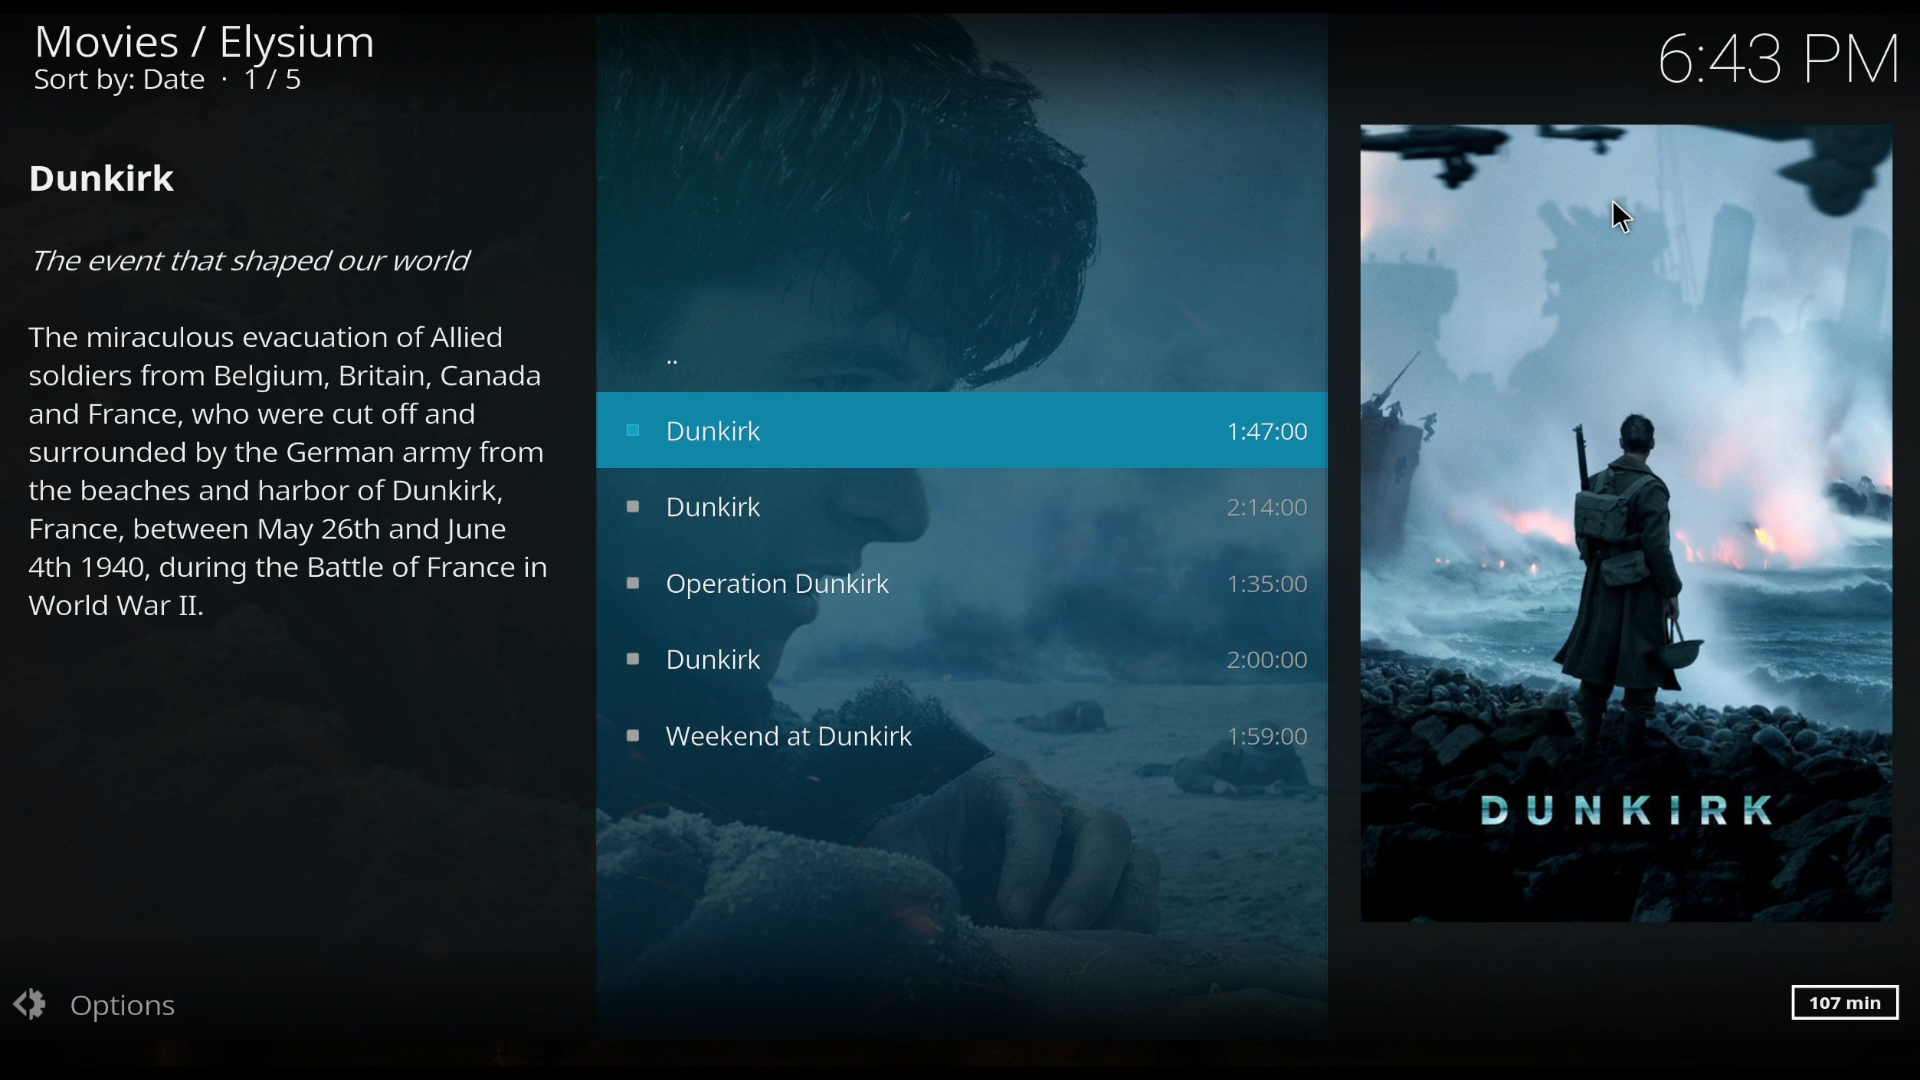 Movies / Elysium
Sort by: Date · 1 / 5
6:43 PM
Dunkirk
The event that shaped our world
The miraculous evacuation of Allied
soldiers from Belgium, Britain, Canada
and France, who were cut off and
surrounded by the German army from
the beaches and harbor of Dunkirk,
France, between May 26th and June
4th 1940, during the Battle of France in
World War II.
..
Dunkirk 1:47:00
Dunkirk 2:14:00
Operation Dunkirk 1:35:00
Dunkirk 2:00:00
Weekend at Dunkirk 1:59:00
DUNKIRK
Options
107 min